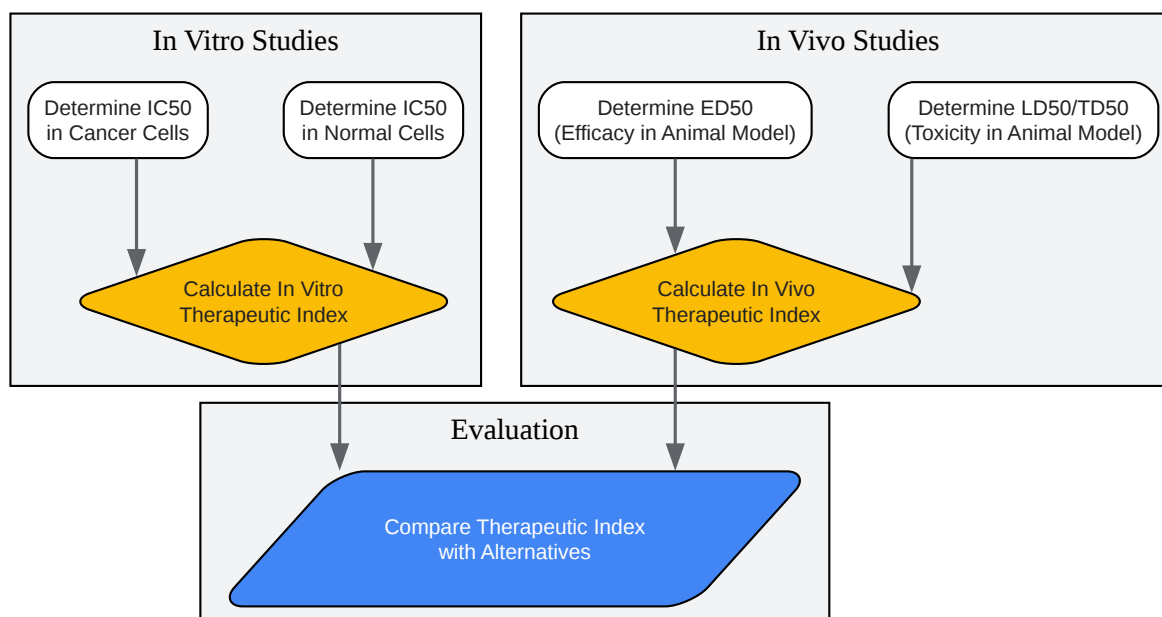 In Vitro Studies
Determine IC50
in Cancer Cells
Determine IC50
in Normal Cells
Calculate In Vitro
Therapeutic Index
In Vivo Studies
Determine ED50
(Efficacy in Animal Model)
Determine LD50/TD50
(Toxicity in Animal Model)
Calculate In Vivo
Therapeutic Index
Evaluation
Compare Therapeutic Index
with Alternatives